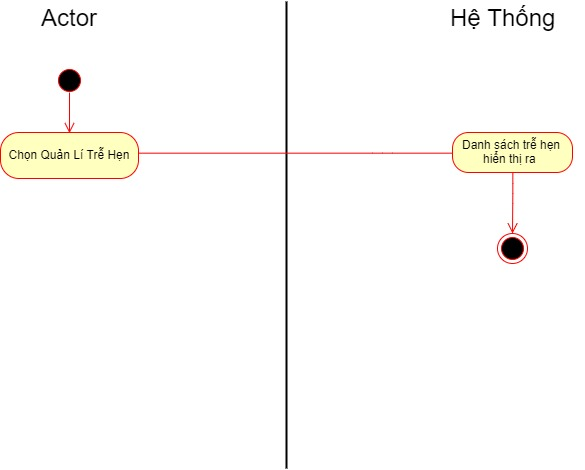 Actor
Hệ Thống
Chọn Quản Lí Trễ Hẹn
Danh sách trễ hẹn
hiển thị ra